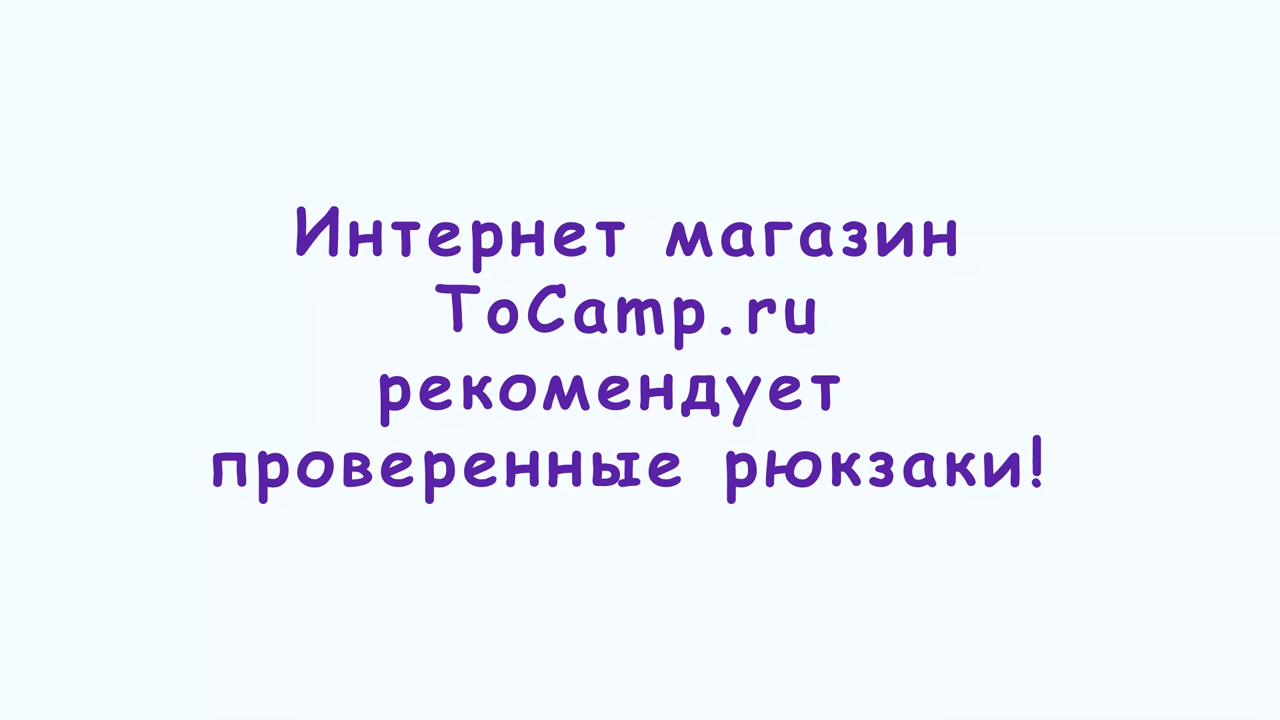 Интернет магазин
ToCamp.ru
рекомендует
проверенные рюкзаки!